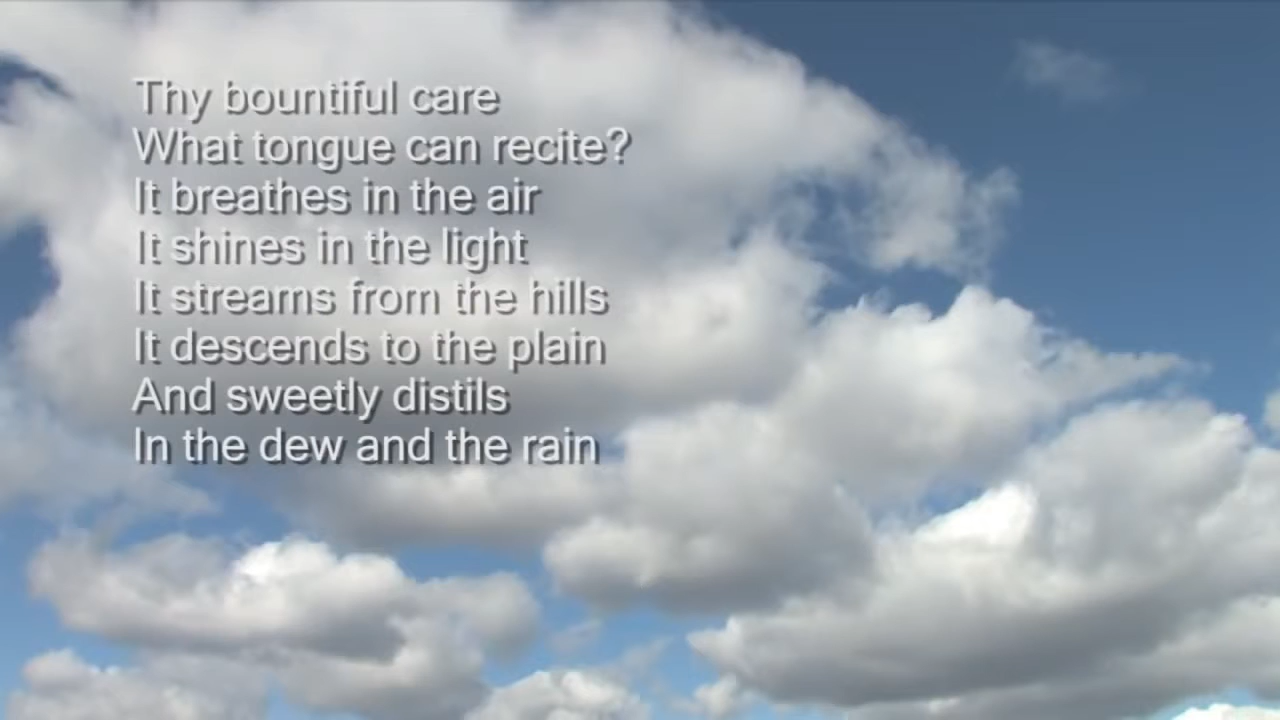 Thy bountiful care
What tongue can recite?
It breathes in the air
It shines in the light
It streams from the hills
It descends to the plain
And sweetly distils
In the dew and the rain